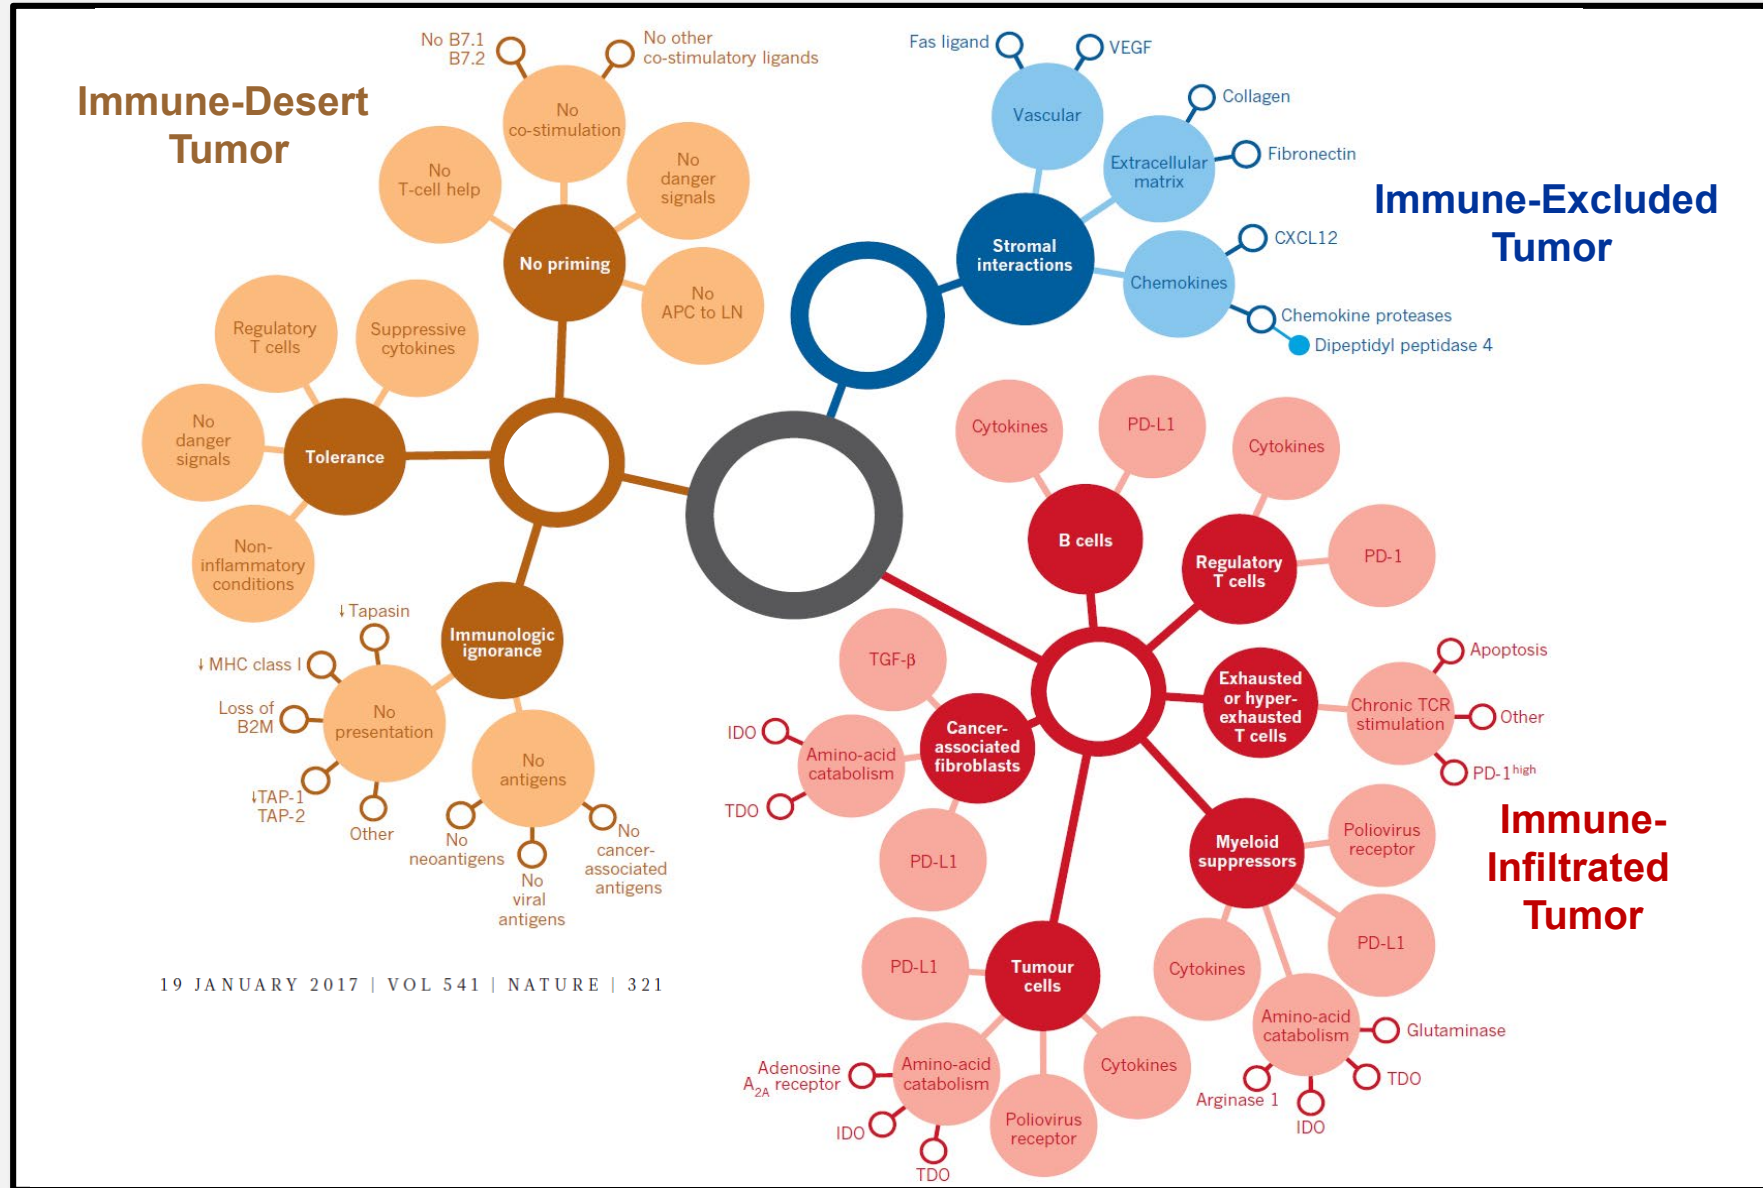 Immune-Desert
Tumor
No B7.1
B7.2
No other
co-stimulatory ligands
No
co-stimulation
No
T-cell help
No
danger
signals
No priming
No
APC to LN
Regulatory
T cells
Suppressive
cytokines
No
danger
signals
Tolerance
Non-
inflammatory
conditions
Immunologic
ignorance
↓Tapasin
↓ MHC class I
Loss of
B2M
No
presentation
↓TAP-1
TAP-2
Other
No
antigens
No
neoantigens
No
viral
antigens
No
cancer-
associated
antigens
19 JANUARY 2017 | VOL 541 | NATURE | 321
Immune-Excluded
Tumor
Fas ligand
VEGF
Vascular
Collagen
Extracellular
matrix
Fibronectin
Stromal
interactions
CXCL12
Chemokines
Chemokine proteases
Dipeptidyl peptidase 4
Immune-
Infiltrated
Tumor
Cytokines
PD-L1
B cells
Cytokines
Regulatory
T cells
PD-1
Exhausted
or hyper-
exhausted
T cells
Chronic TCR
stimulation
Apoptosis
Other
PD-1high
Myeloid
suppressors
Poliovirus
receptor
PD-L1
Cytokines
Amino-acid
catabolism
Glutaminase
TDO
IDO
Arginase 1
TGF-β
Cancer-
associated
fibroblasts
IDO
Amino-acid
catabolism
TDO
PD-L1
Tumour
cells
PD-L1
Amino-acid
catabolism
Adenosine
A2A receptor
IDO
TDO
Poliovirus
receptor
Cytokines